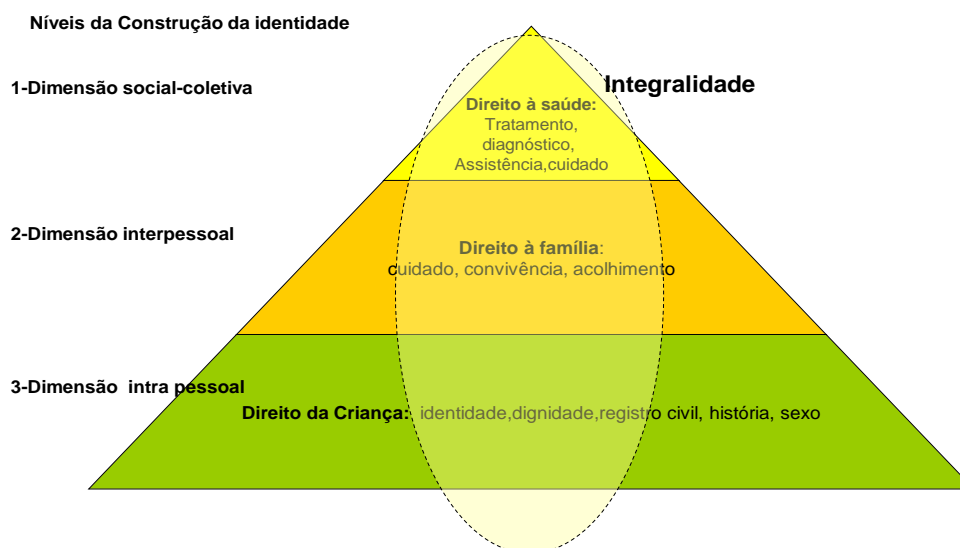 Níveis da Construção da identidade
1-Dimensão social-coletiva
Integralidade
Direito à saúde:
Tratamento,
diagnóstico,
Assistência,cuidado
2-Dimensão interpessoal
Direito à família:
cuidado, convivência, acolhimento
3-Dimensão intra pessoal
Direito da Criança: identidade,dignidade,registro civil, história, sexo